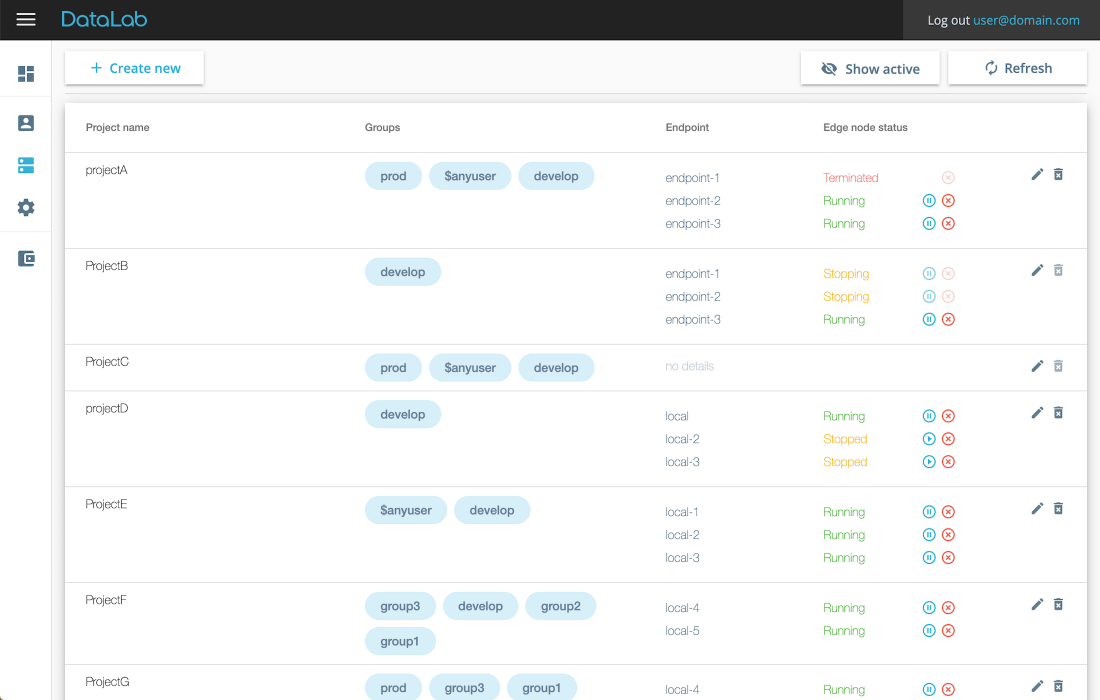 DataLab
Log out user@domain.com
Create new
Show active
Refresh
Project name Groups Endpoint Edge node status
projectA prod $anyuser develop
endpoint-1 Terminated
endpoint-2 Running
endpoint-3 Running
ProjectB develop
endpoint-1 Stopping
endpoint-2 Stopping
endpoint-3 Running
ProjectC prod $anyuser develop no details
projectD develop
local Running
local-2 Stopped
local-3 Stopped
ProjectE $anyuser develop
local-1 Running
local-2 Running
local-3 Running
ProjectF group3 develop group2
local-4 Running
local-5 Running
group1
ProjectG prod group3 group1
local-4 Running